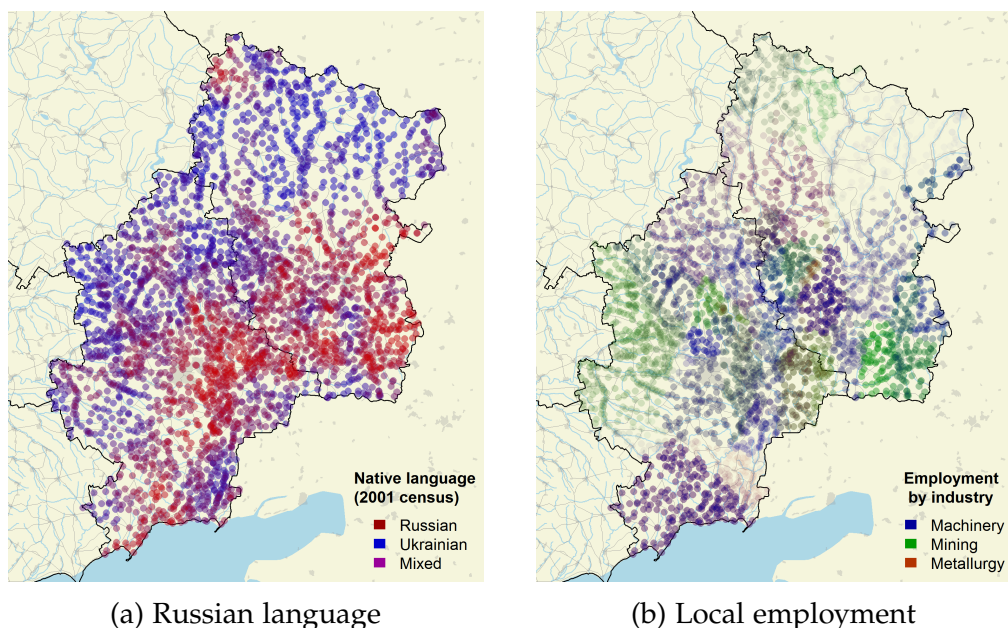 Native language
(2001 census)
Russian
Ukrainian
Mixed
Employment
by industry
Machinery
Mining
Metallurgy
(a) Russian language
(b) Local employment